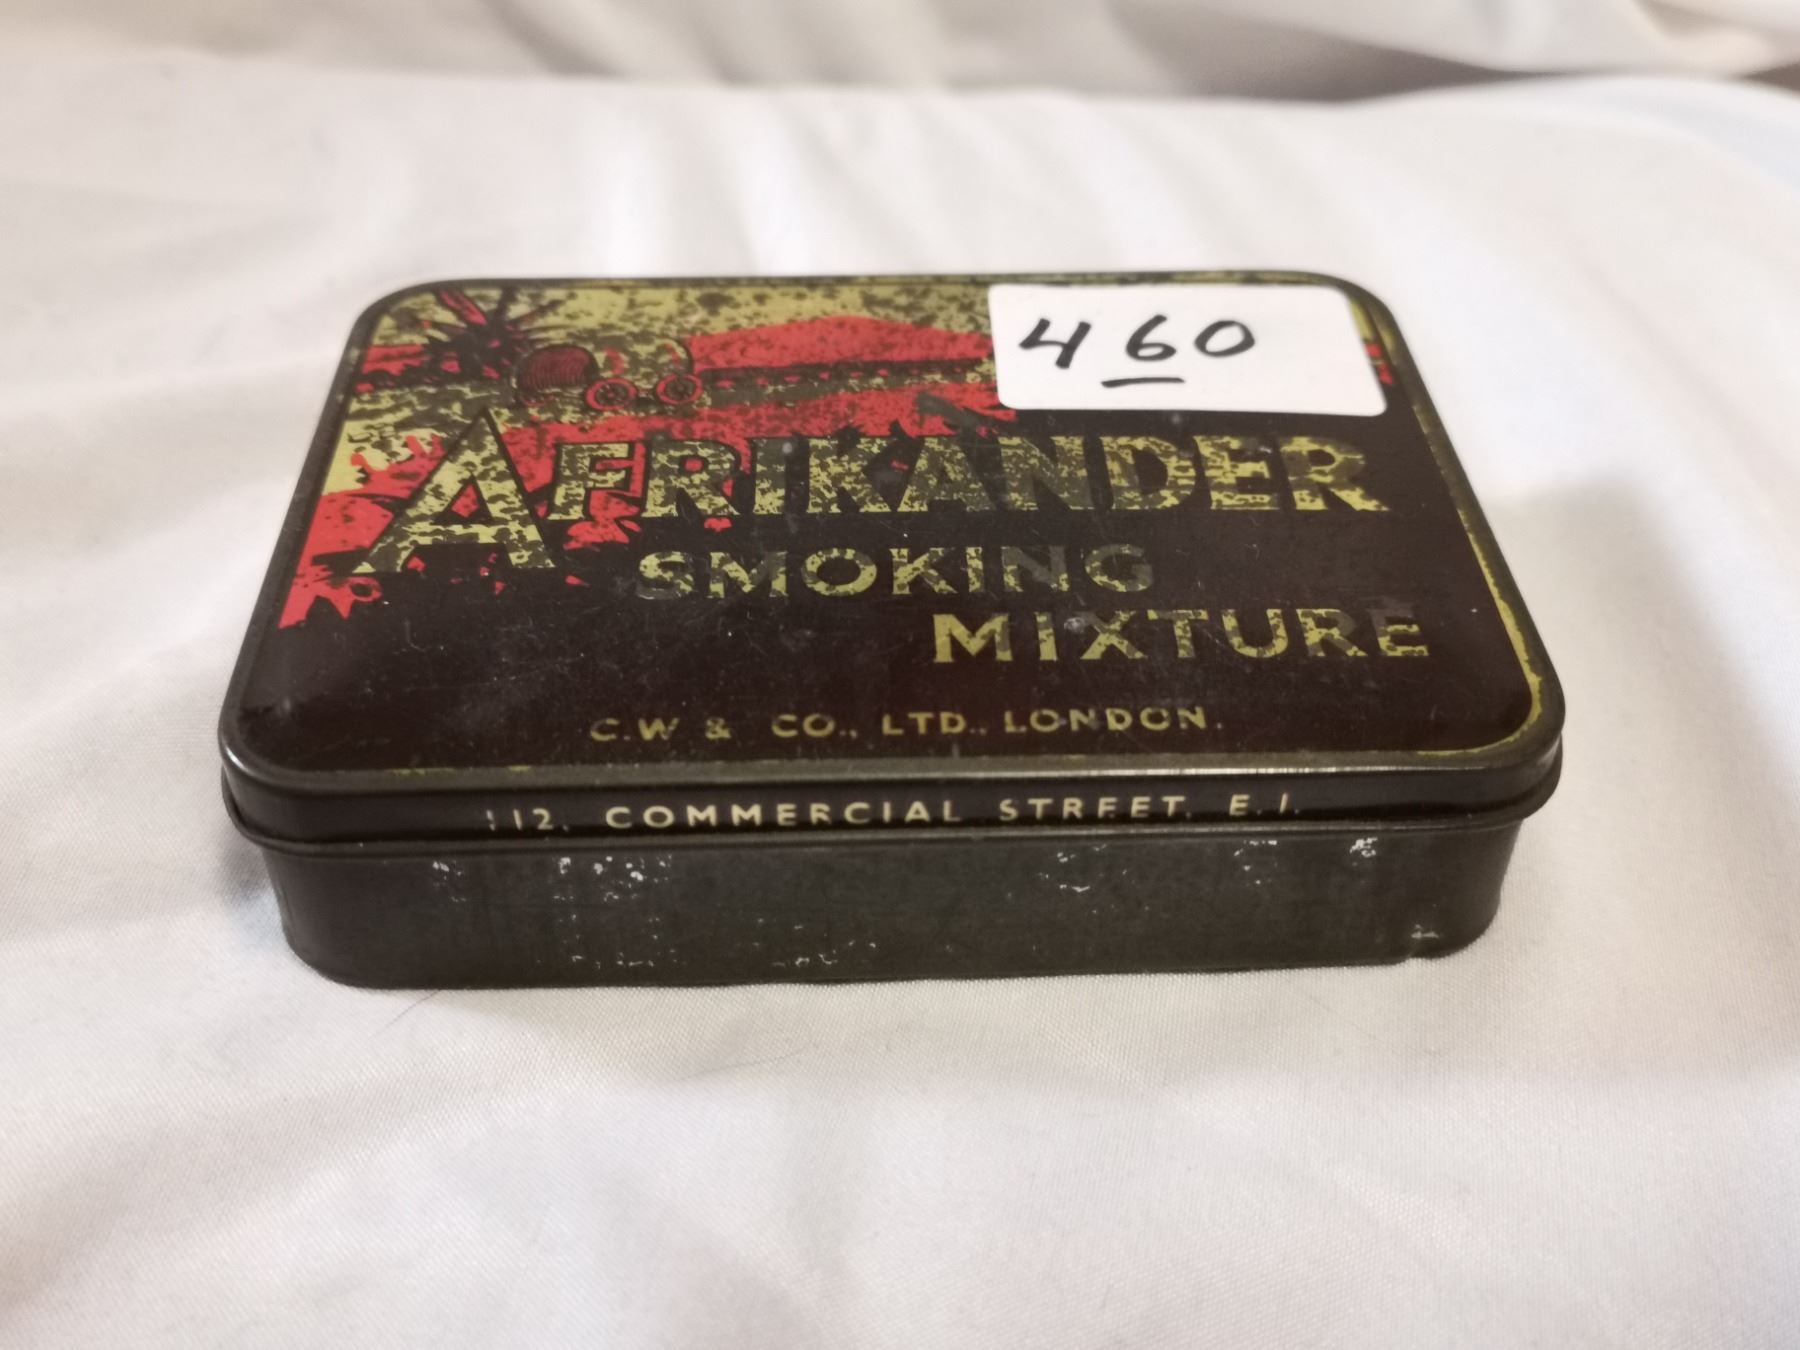 460
AFRIKANDER
SMOKING
MIXTURE
C.W & CO., LTD., LONDON.
112, COMMERCIAL STREET, E.1.